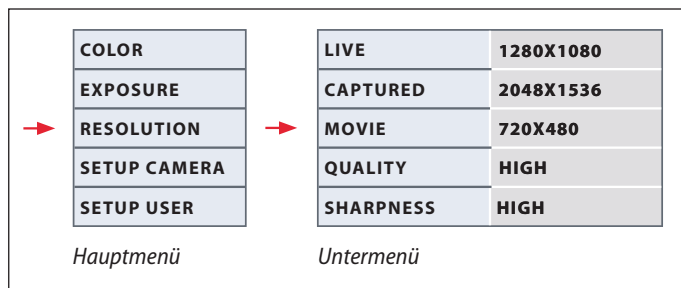 COLOR
EXPOSURE
RESOLUTION
SETUP CAMERA
SETUP USER
Hauptmenü
LIVE 1280X1080
CAPTURED 2048X1536
MOVIE 720X480
QUALITY HIGH
SHARPNESS HIGH
Untermenü